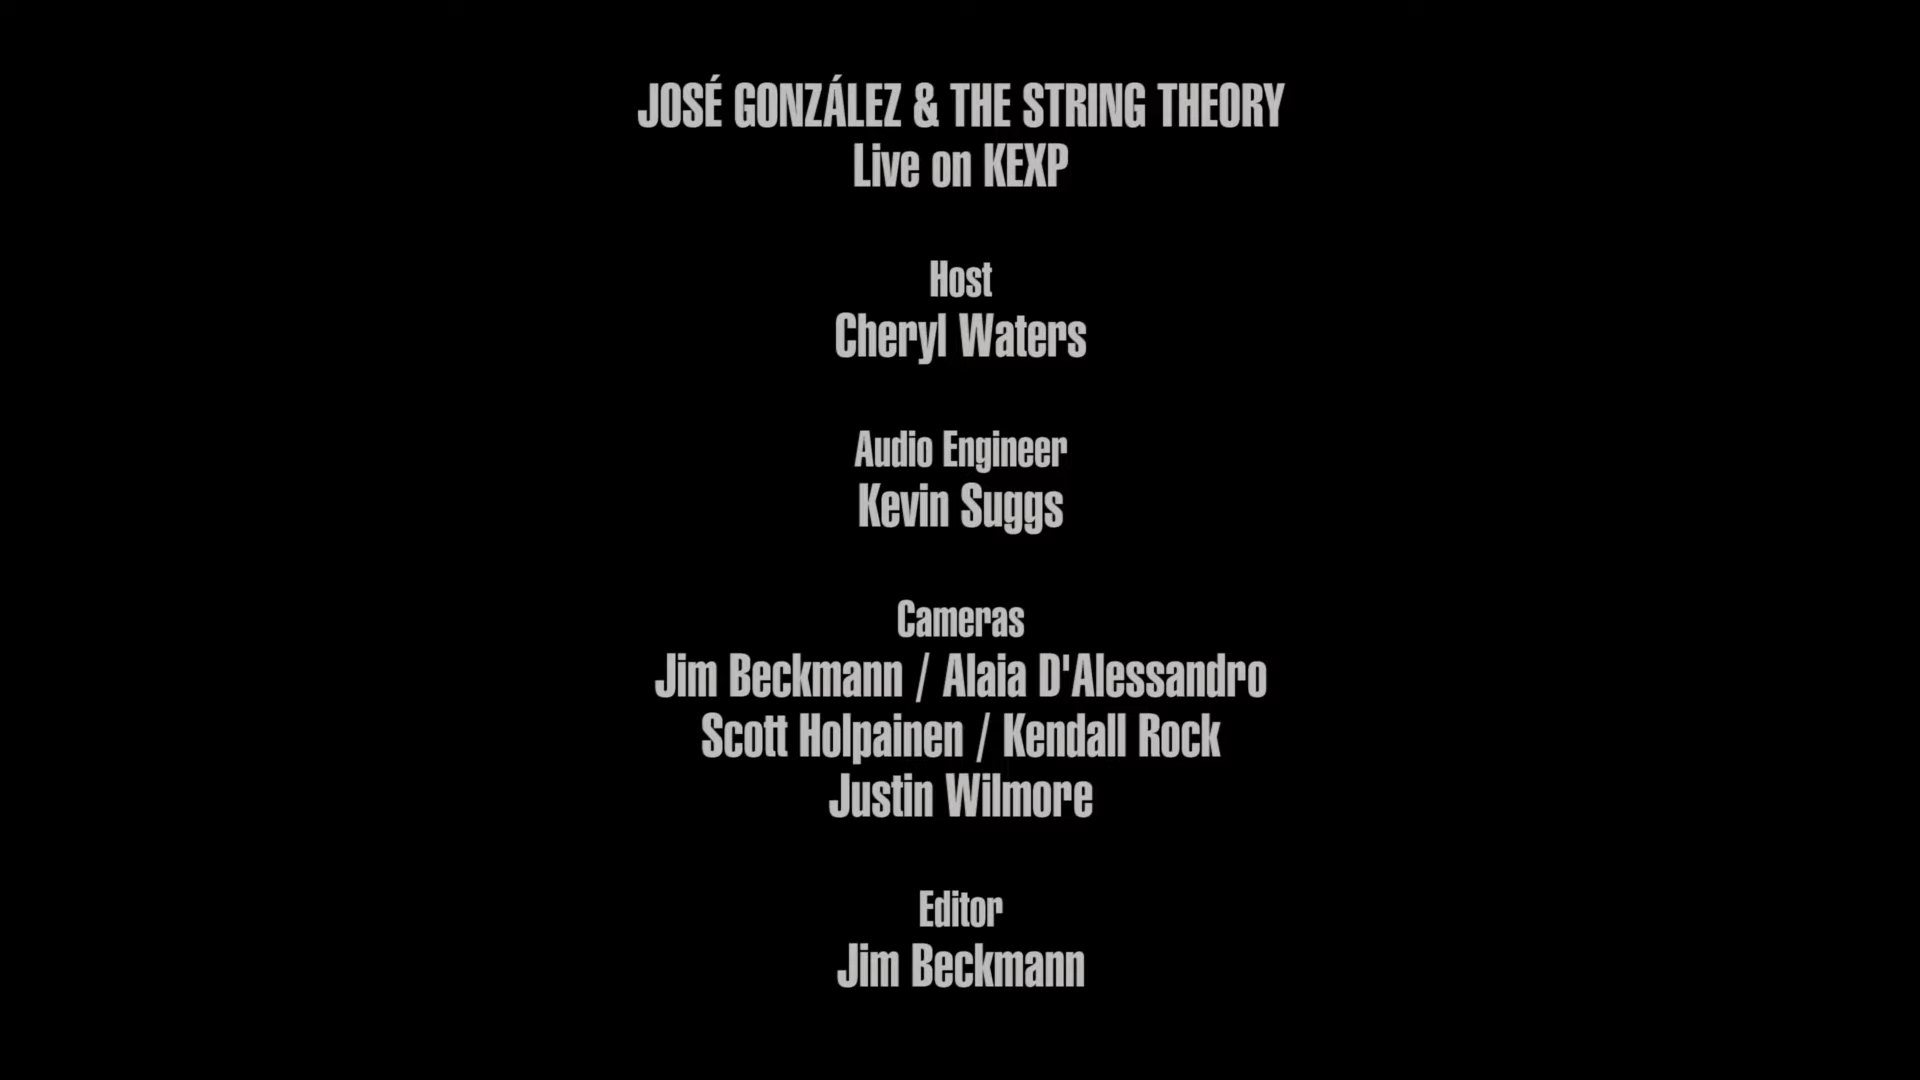 JOSÉ GONZÁLEZ & THE STRING THEORY
Live on KEXP
Host
Cheryl Waters
Audio Engineer
Kevin Suggs
Cameras
Jim Beckmann / Alaia D'Alessandro
Scott Holpainen / Kendall Rock
Justin Wilmore
Editor
Jim Beckmann